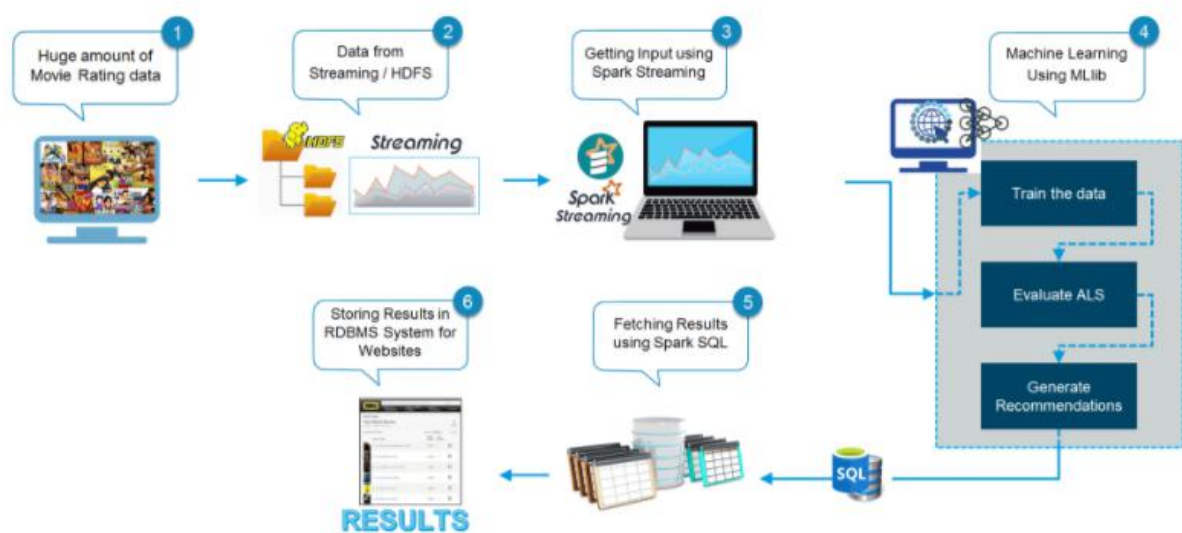 1
Huge amount of
Movie Rating data
2
Data from
Streaming / HDFS
HDFS
Streaming
3
Getting Input using
Spark Streaming
Spark
Streaming
4
Machine Learning
Using MLlib
Train the data
Evaluate ALS
Generate
Recommendations
6
Storing Results in
RDBMS System for
Websites
RESULTS
5
Fetching Results
using Spark SQL
SQL